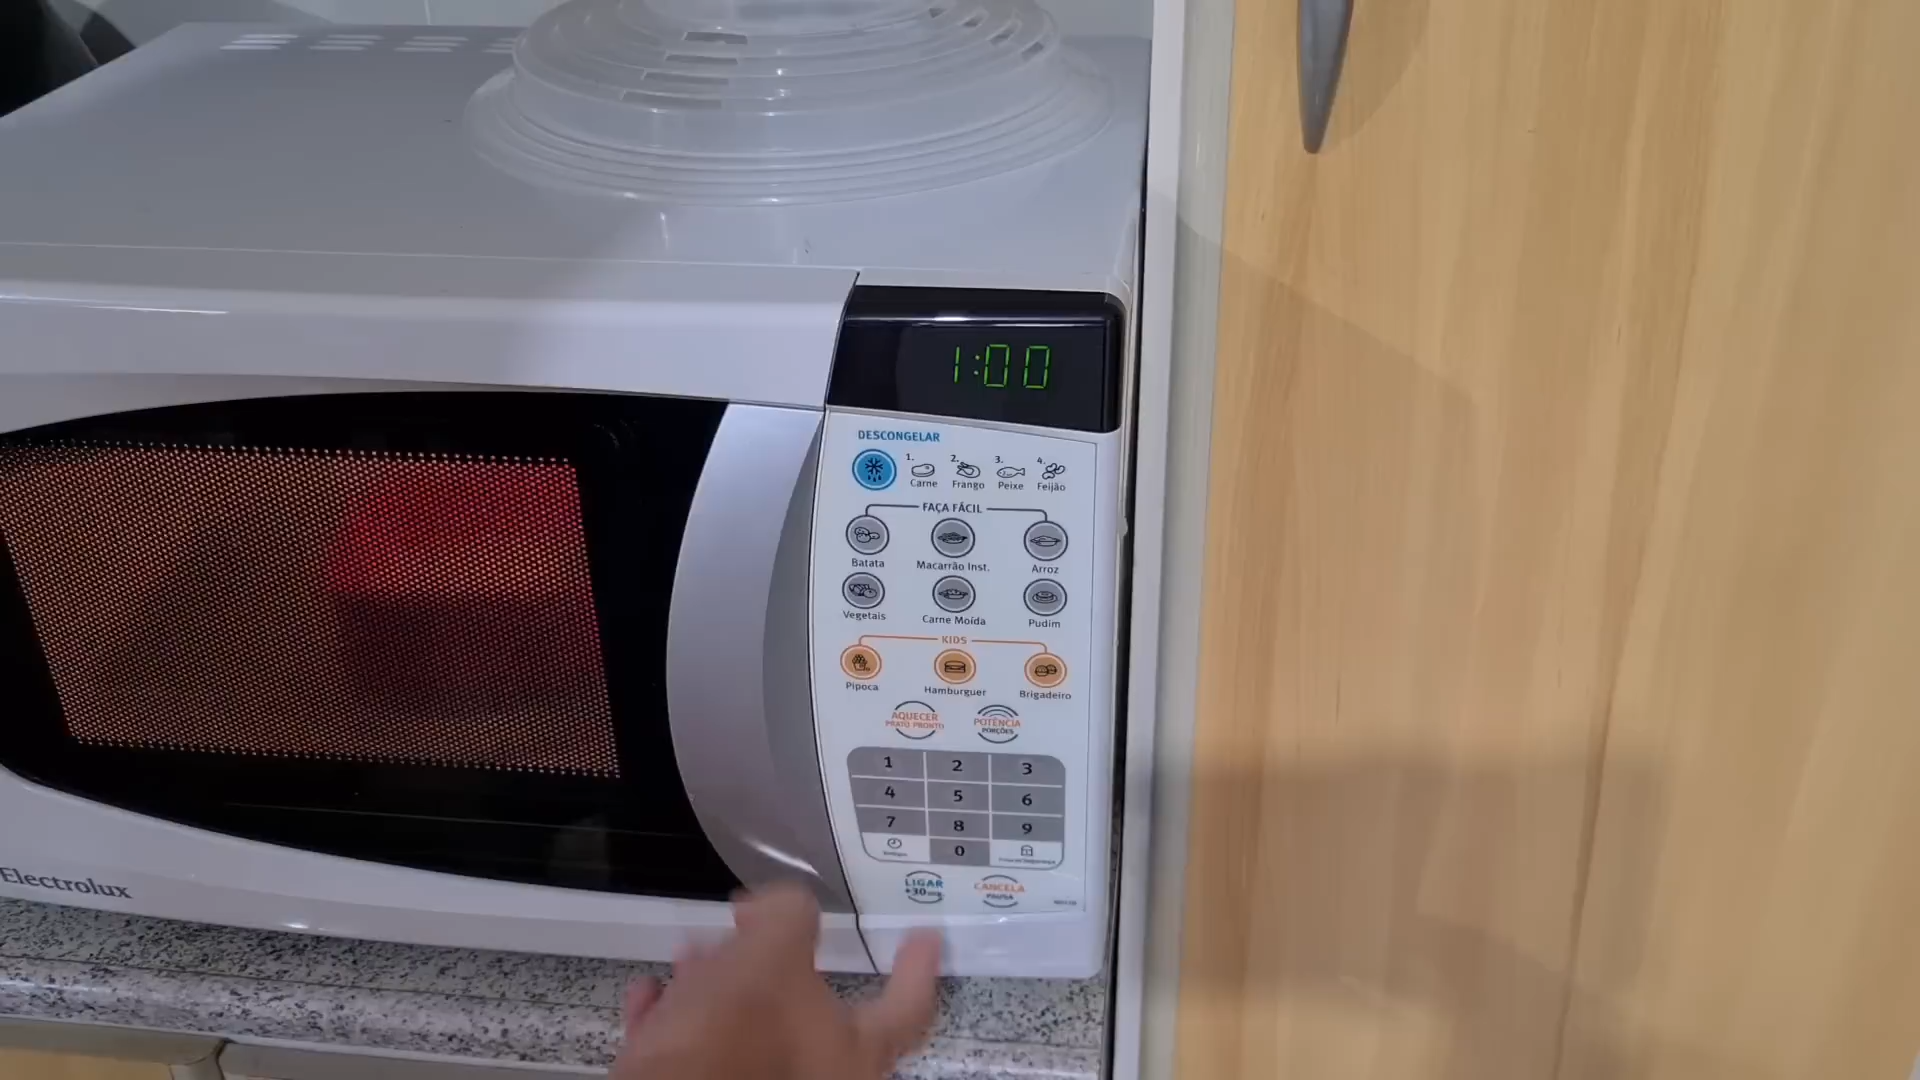 1:00
DESCONGELAR
1. 2. 3. 4.
Carne Frango Peixe Feijão
FAÇA FÁCIL
Batata Macarrão Inst. Arroz
Vegetais Carne Moída Pudim
KIDS
Pipoca Hamburguer Brigadeiro
AQUECER POTÊNCIA
PRATO PRONTO PORÇÕES
1 2 3
4 5 6
7 8 9
0
LIGAR CANCELA
+30 PAUSA
Electrolux